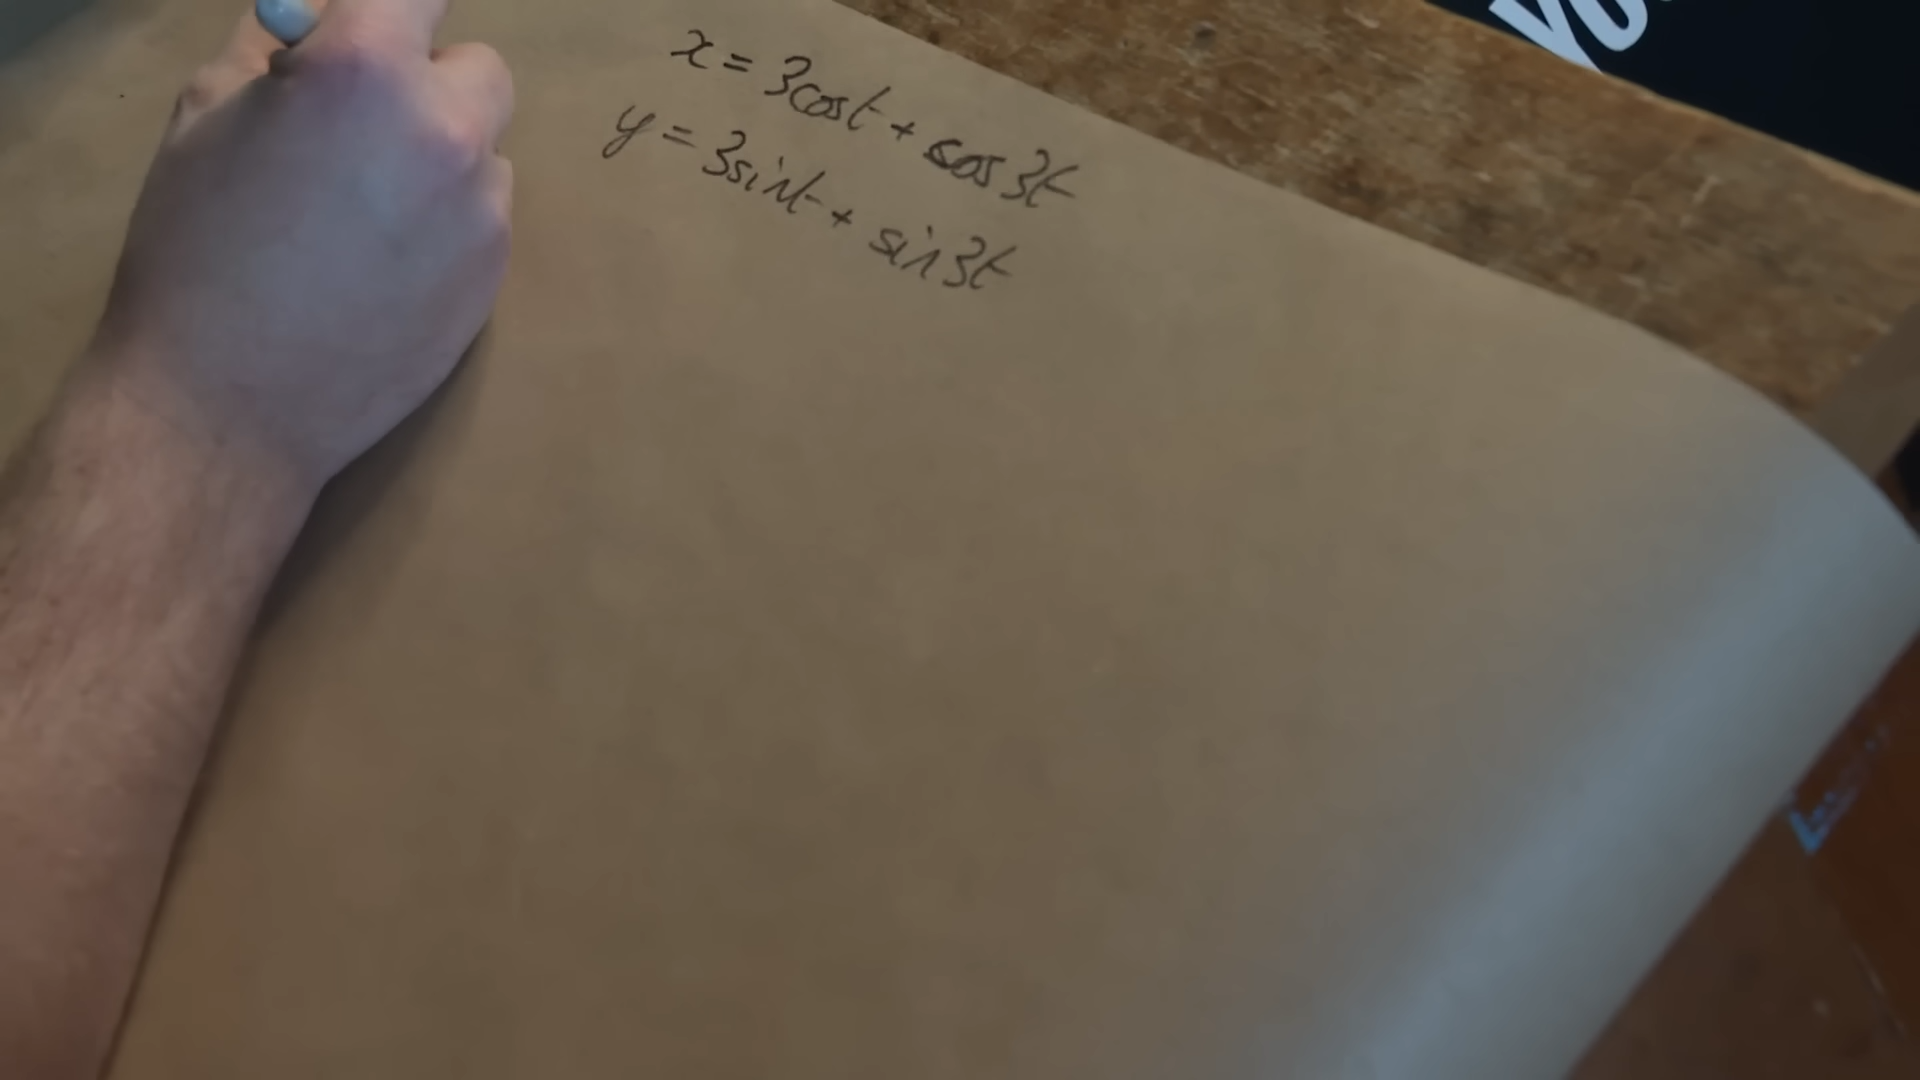 x = 3cost + cos3t
y = 3sint + sin3t